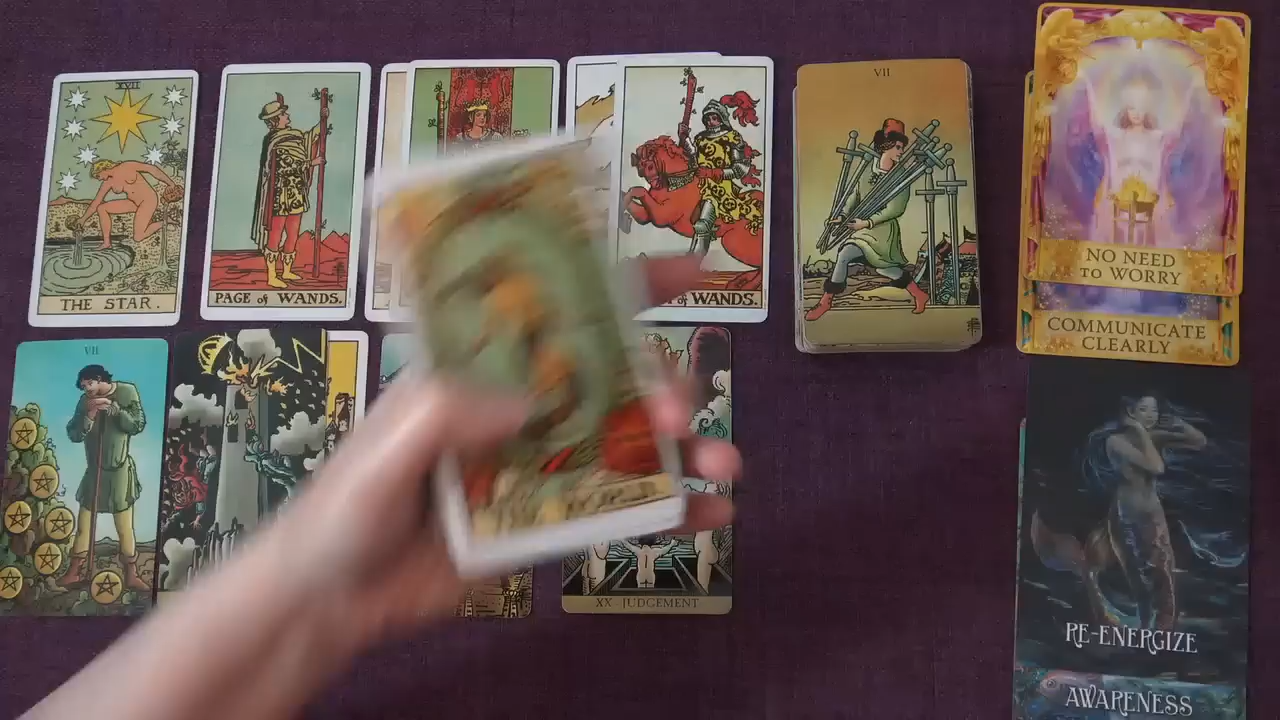 XVII
THE STAR.
PAGE of WANDS.
of WANDS.
VII
NO NEED
TO WORRY
COMMUNICATE
CLEARLY
VII
XX JUDGEMENT
RE-ENERGIZE
AWARENESS